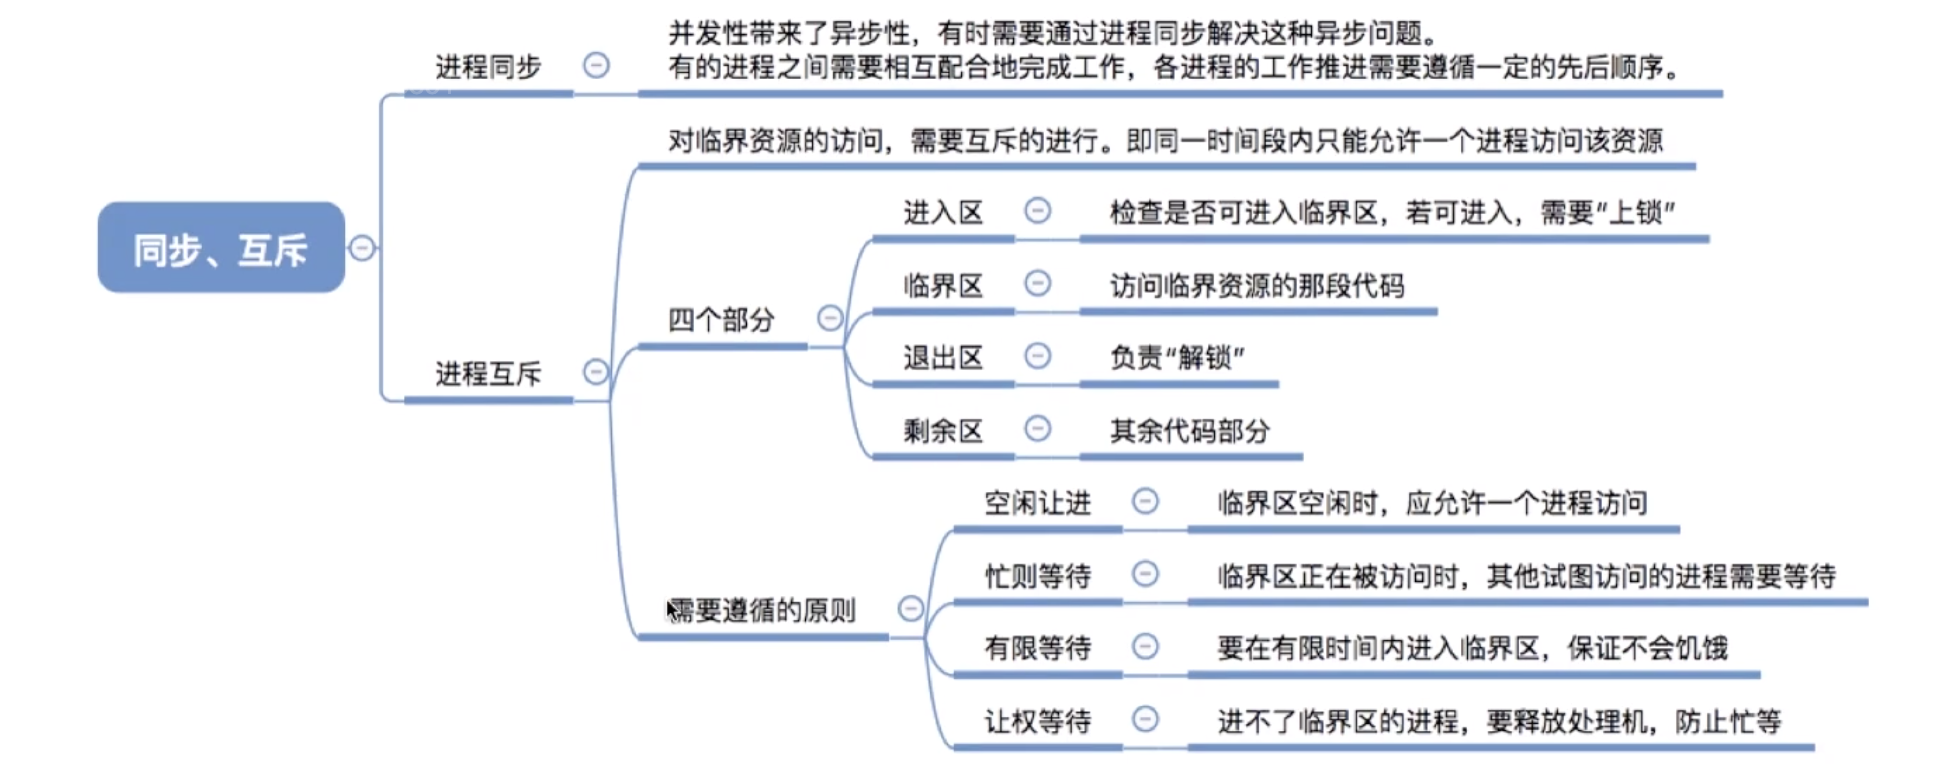 并发性带来了异步性，有时需要通过进程同步解决这种异步问题。
进程同步
有的进程之间需要相互配合地完成工作，各进程的工作推进需要遵循一定的先后顺序。
对临界资源的访问，需要互斥的进行。即同一时间段内只能允许一个进程访问该资源
同步、互斥
进程互斥
四个部分
进入区 检查是否可进入临界区，若可进入，需要“上锁”
临界区 访问临界资源的那段代码
退出区 负责“解锁”
剩余区 其余代码部分
需要遵循的原则
空闲让进 临界区空闲时，应允许一个进程访问
忙则等待 临界区正在被访问时，其他试图访问的进程需要等待
有限等待 要在有限时间内进入临界区，保证不会饥饿
让权等待 进不了临界区的进程，要释放处理机，防止忙等